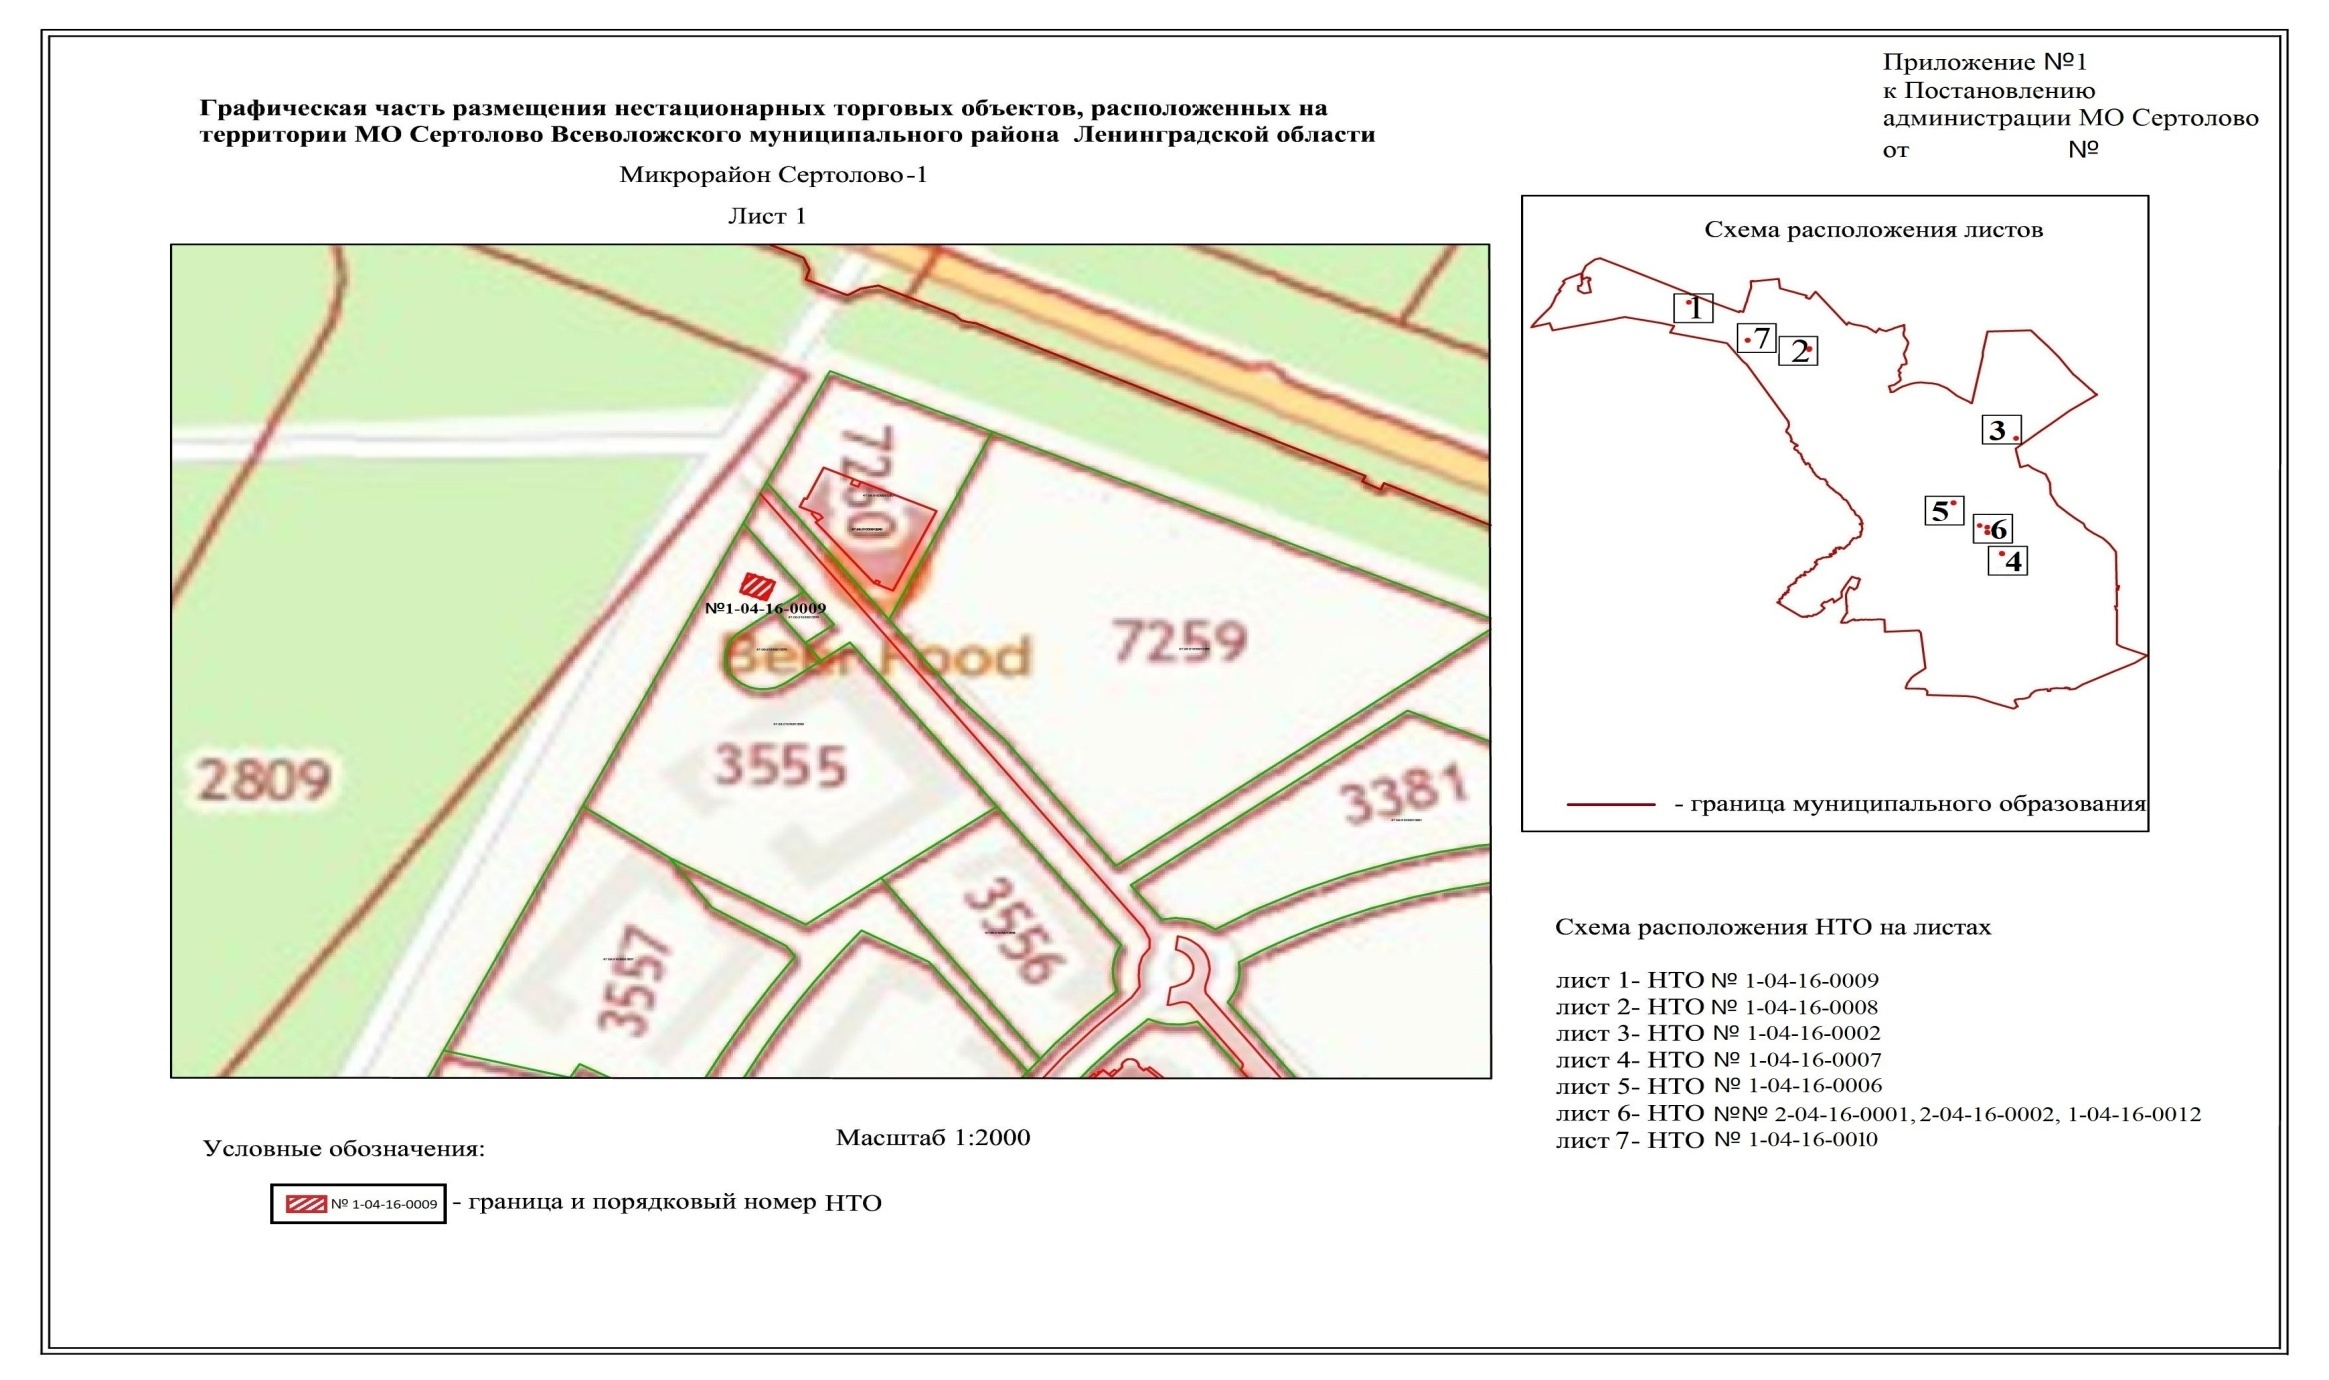 Приложение №1
к Постановлению
администрации МО Сертолово
от №
Графическая часть размещения нестационарных торговых объектов, расположенных на
территории МО Сертолово Всеволожского муниципального района Ленинградской области
Микрорайон Сертолово-1
Лист 1
7260
№1-04-16-0009
Beer Food
7259
3555
2809
3381
3556
3557
Схема расположения листов
1
7
2
3
5
6
4
- граница муниципального образования
Схема расположения НТО на листах
лист 1- НТО № 1-04-16-0009
лист 2- НТО № 1-04-16-0008
лист 3- НТО № 1-04-16-0002
лист 4- НТО № 1-04-16-0007
лист 5- НТО № 1-04-16-0006
лист 6- НТО №№ 2-04-16-0001, 2-04-16-0002, 1-04-16-0012
лист 7- НТО № 1-04-16-0010
Масштаб 1:2000
Условные обозначения:
№ 1-04-16-0009 - граница и порядковый номер НТО